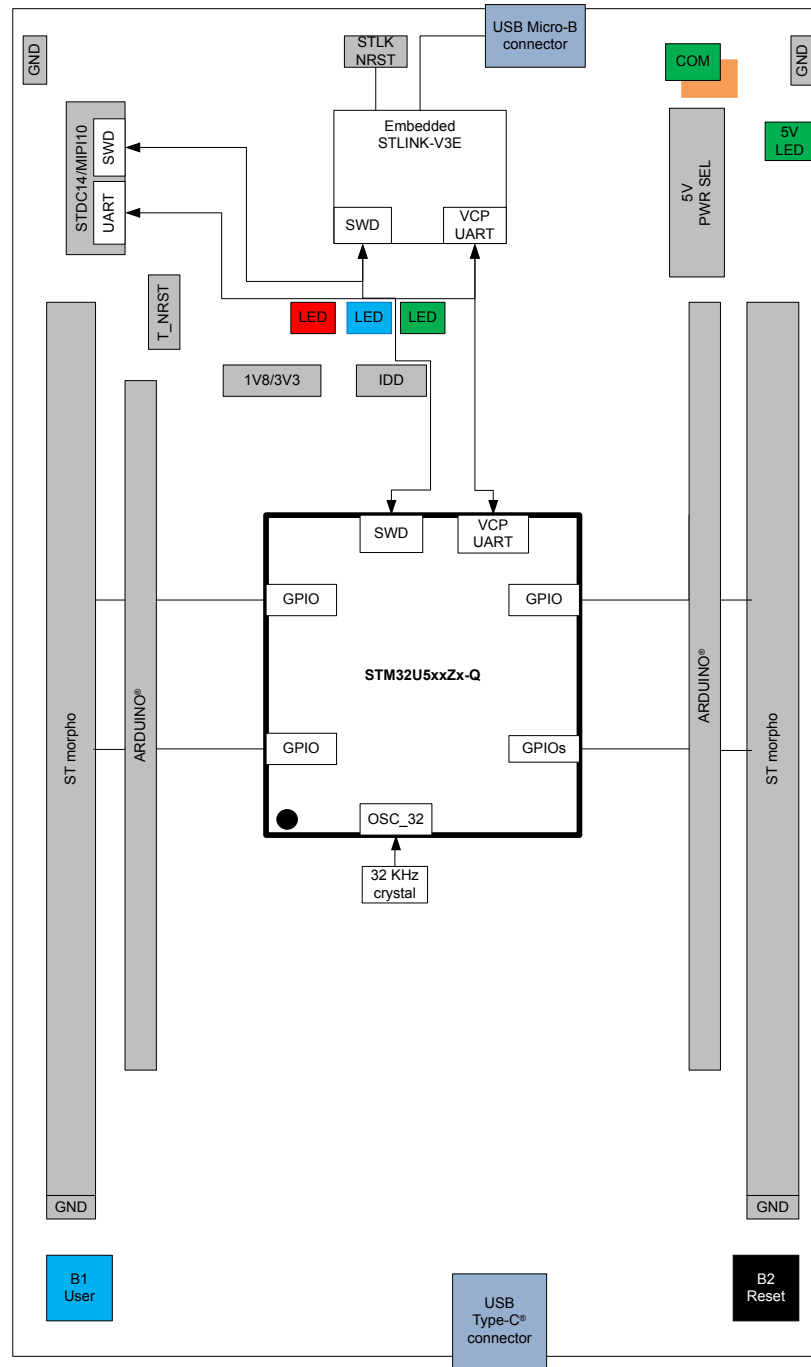 USB Micro-B
connector
GND
STLK
NRST
COM
GND
Embedded
STLINK-V3E
5V
LED
STDC14/MIPI10
SWD
UART
5V
PWR SEL
SWD
VCP
UART
T_NRST
LED
LED
LED
1V8/3V3
IDD
SWD
VCP
UART
GPIO
GPIO
STM32U5xxZx-Q
ST morpho
ARDUINO®
ARDUINO®
ST morpho
GPIO
GPIOs
OSC_32
32 KHz
crystal
GND
GND
B1
User
USB
Type-C®
connector
B2
Reset